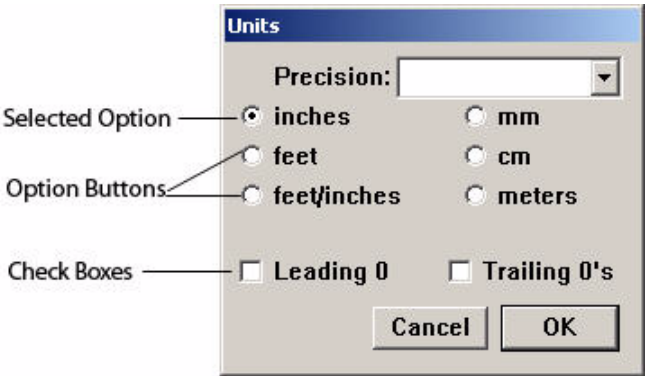 Units
Precision:
Selected Option inches mm
feet cm
Option Buttons feet/inches meters
Check Boxes Leading 0 Trailing 0's
Cancel OK